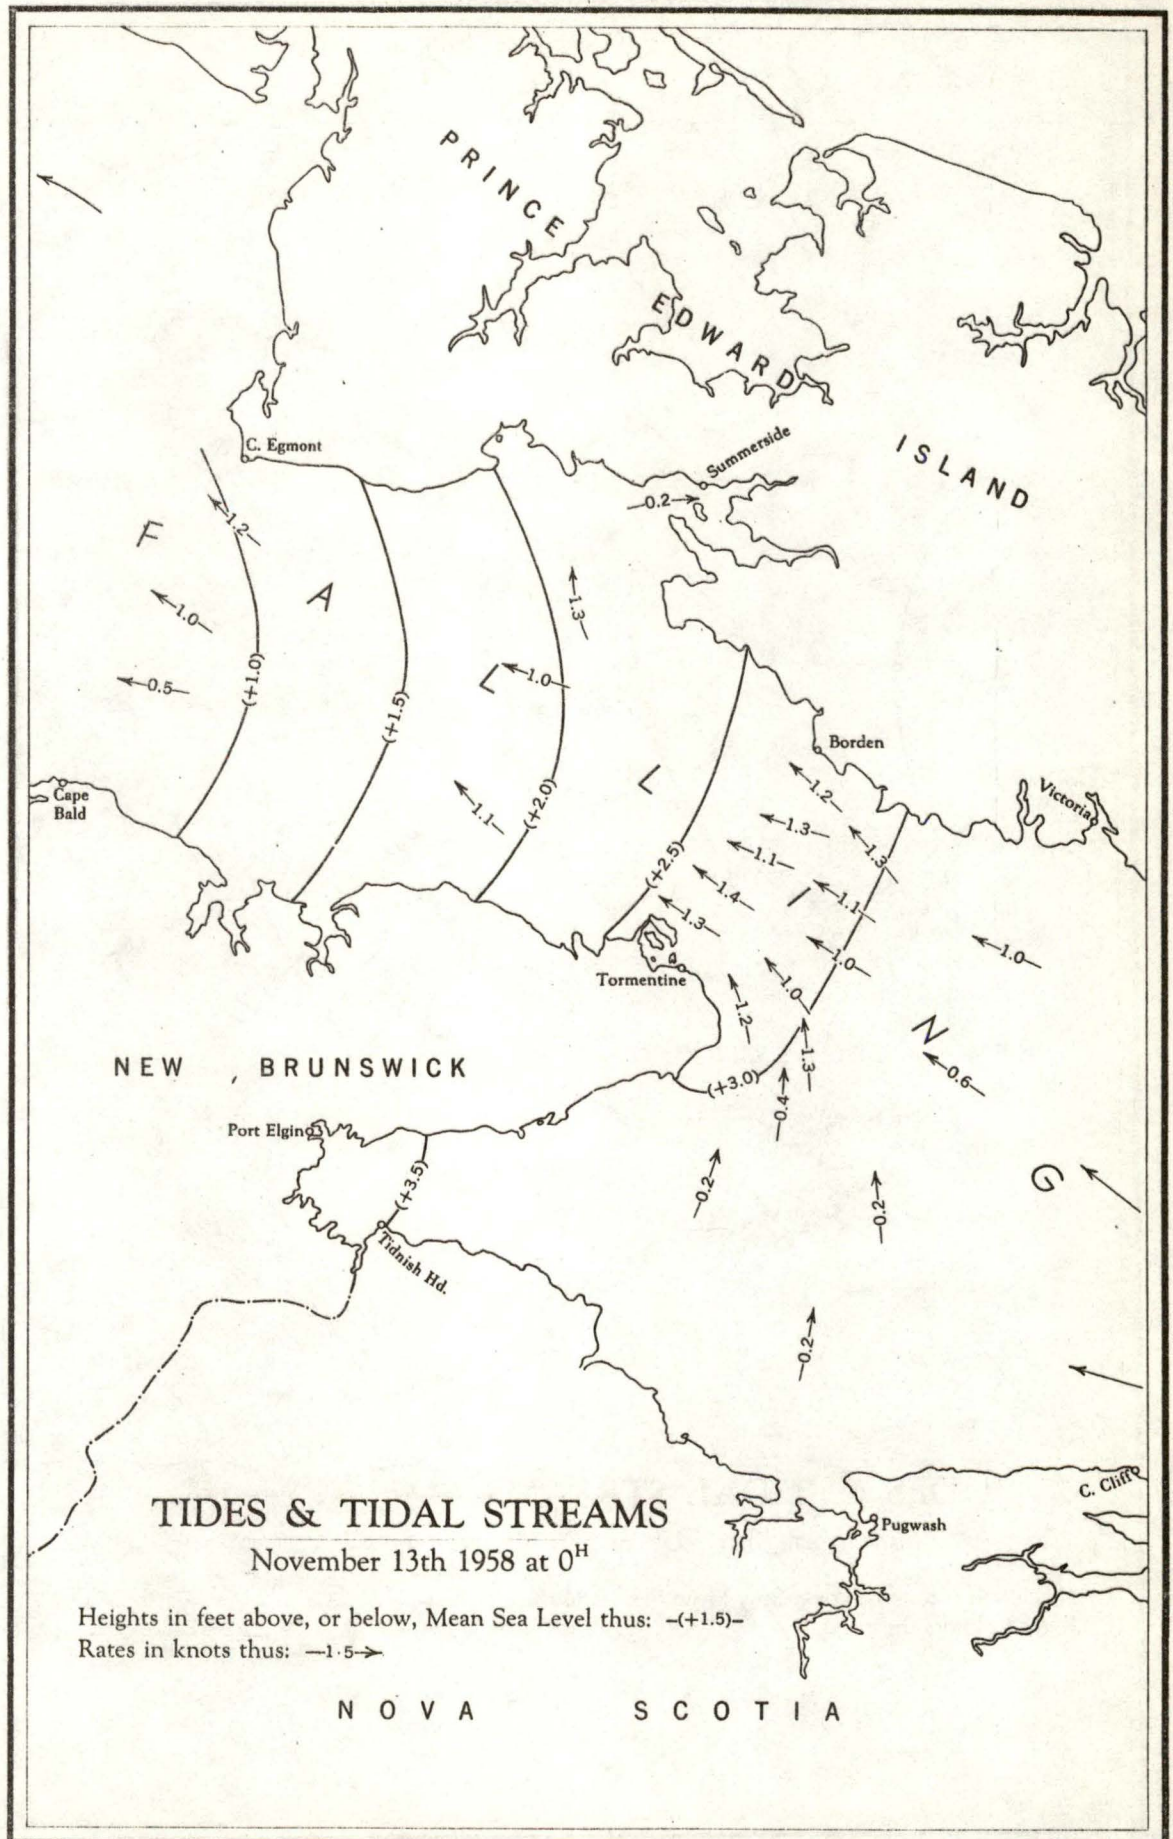 PRINCE
EDWARD
ISLAND
C. Egmont
Summerside
—0.2→
F
1.2
A
1.3
1.0
L
1.0
0.5
(+1.0)
(+1.5)
L
Borden
Cape
Bald
1.1
(+2.0)
1.2
Victoria
1.3
1.3
(+2.5)
1.1
1.4
I
1.1
1.3
1.0
1.0
Tormentine
1.0
1.2
N
1.3
0.6
NEW BRUNSWICK
(+3.0)
0.4
Port Elgin
(+3.5)
0.2
G
0.2
Tidnish Hd.
0.2
C. Cliff
Pugwash
TIDES & TIDAL STREAMS
November 13th 1958 at 0ᴴ
Heights in feet above, or below, Mean Sea Level thus: –(+1.5)–
Rates in knots thus: —1·5→
NOVA SCOTIA